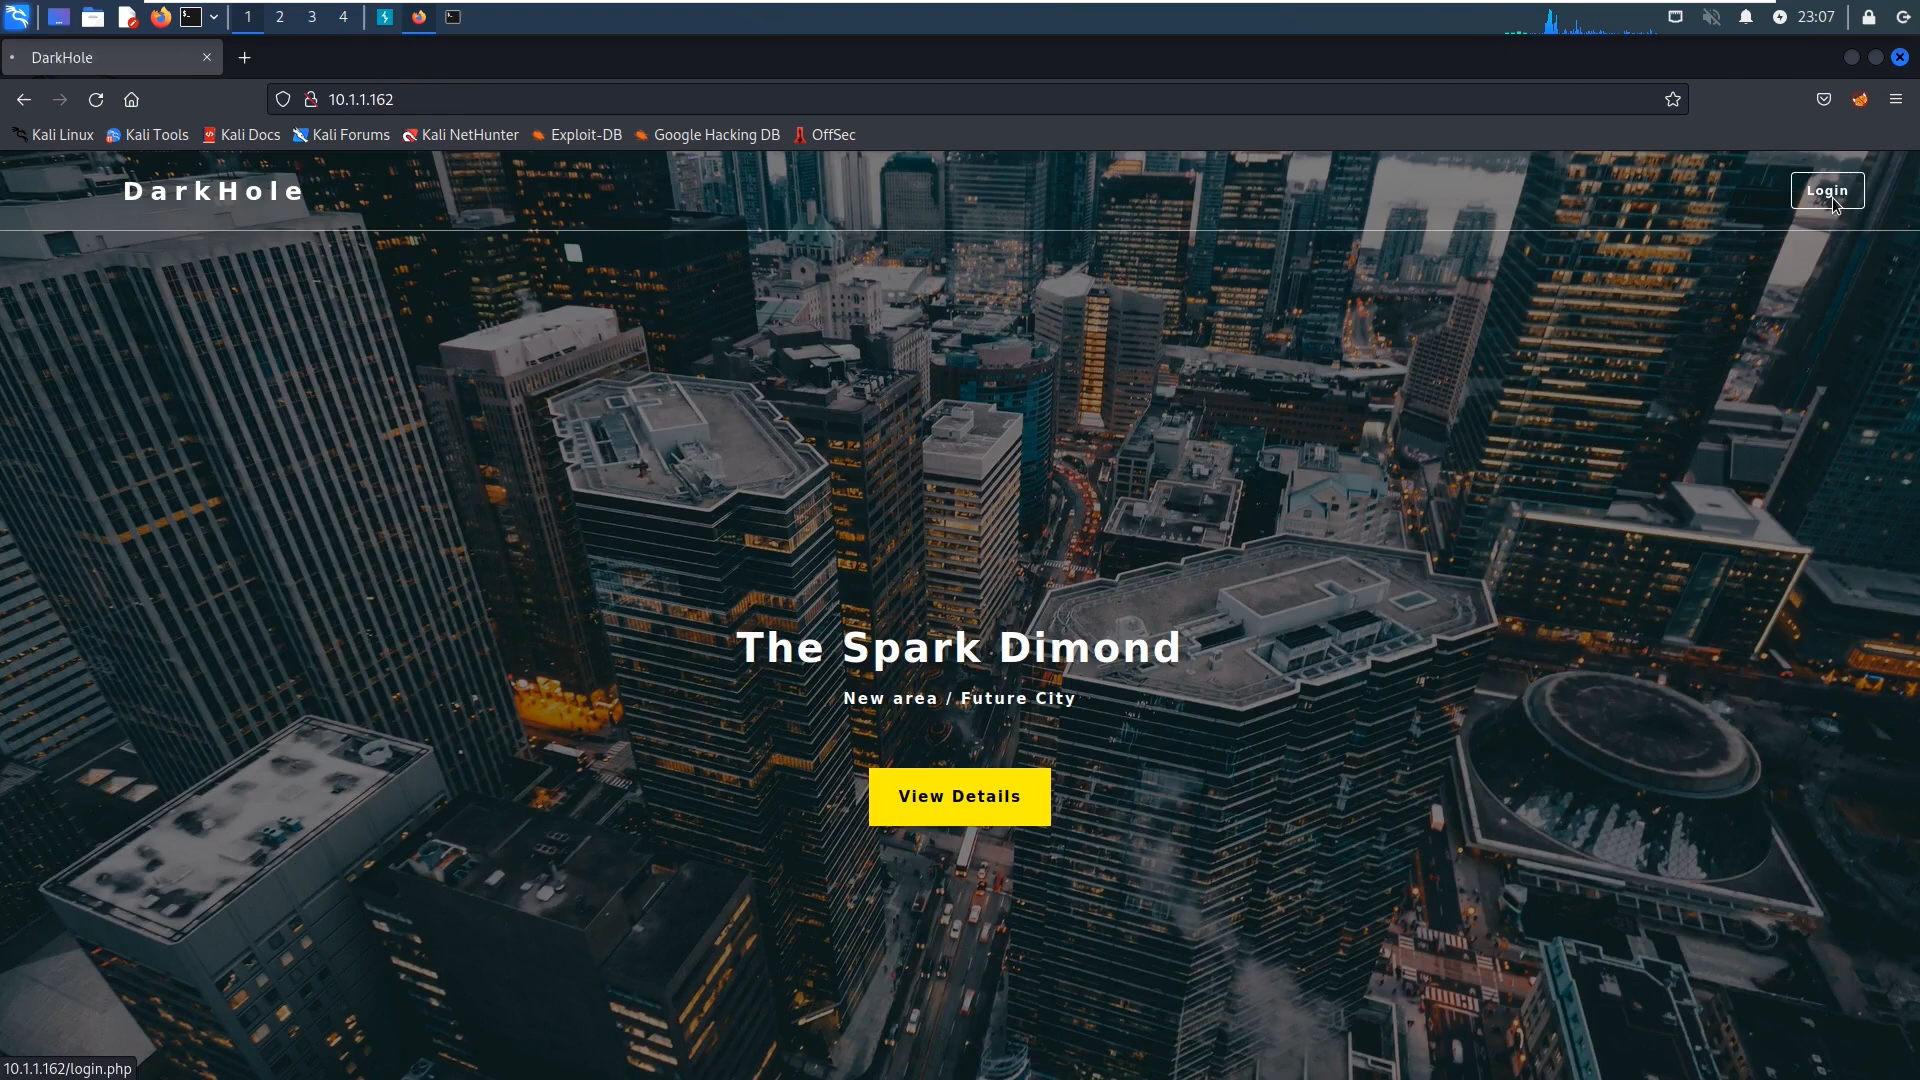 1 2 3 4
23:07
DarkHole
10.1.1.162
Kali Linux Kali Tools Kali Docs Kali Forums Kali NetHunter Exploit-DB Google Hacking DB OffSec
DarkHole
Login
The Spark Dimond
New area / Future City
View Details
10.1.1.162/login.php